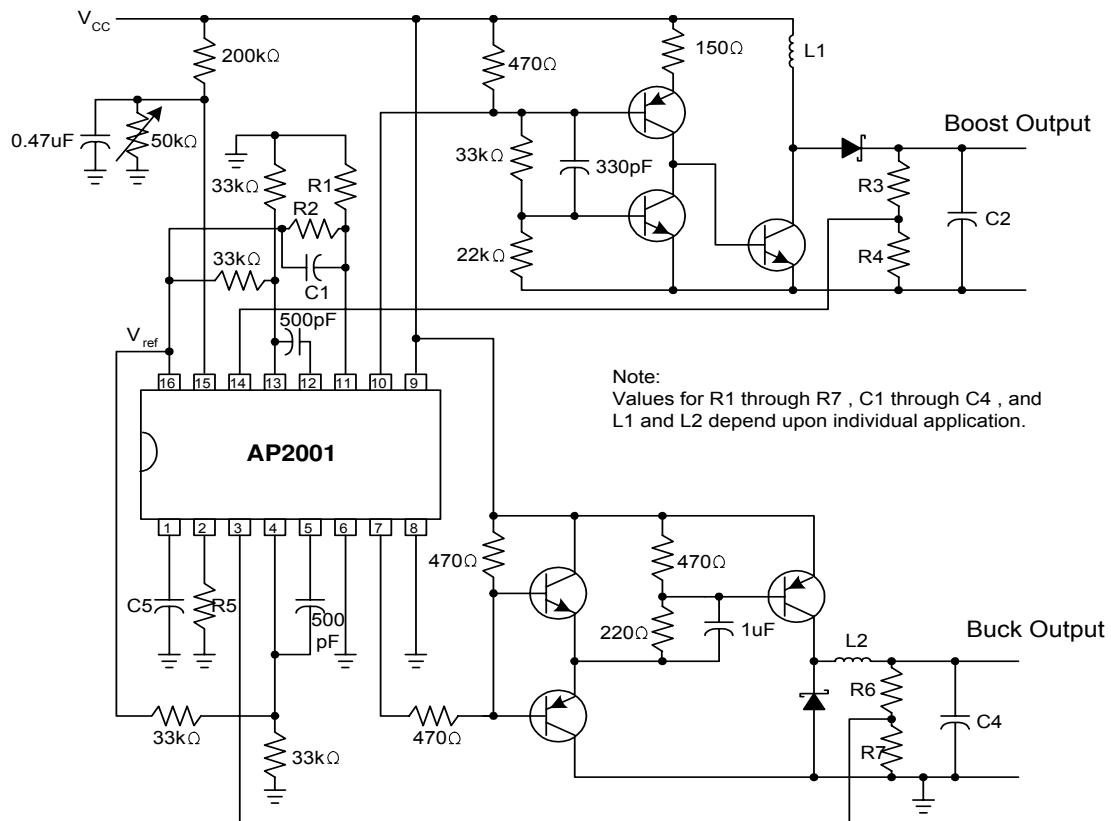 V_CC
200kΩ
470Ω
150Ω
L1
0.47uF
50kΩ
Boost Output
33kΩ
R1
33kΩ
330pF
R3
R2
C2
22kΩ
R4
33kΩ
C1
500pF
V_ref
16 15 14 13 12 11 10 9
Note:
Values for R1 through R7 , C1 through C4 , and
L1 and L2 depend upon individual application.
AP2001
1 2 3 4 5 6 7 8
470Ω
470Ω
C5
R5
500
pF
220Ω
1uF
Buck Output
L2
R6
C4
R7
33kΩ
470Ω
33kΩ